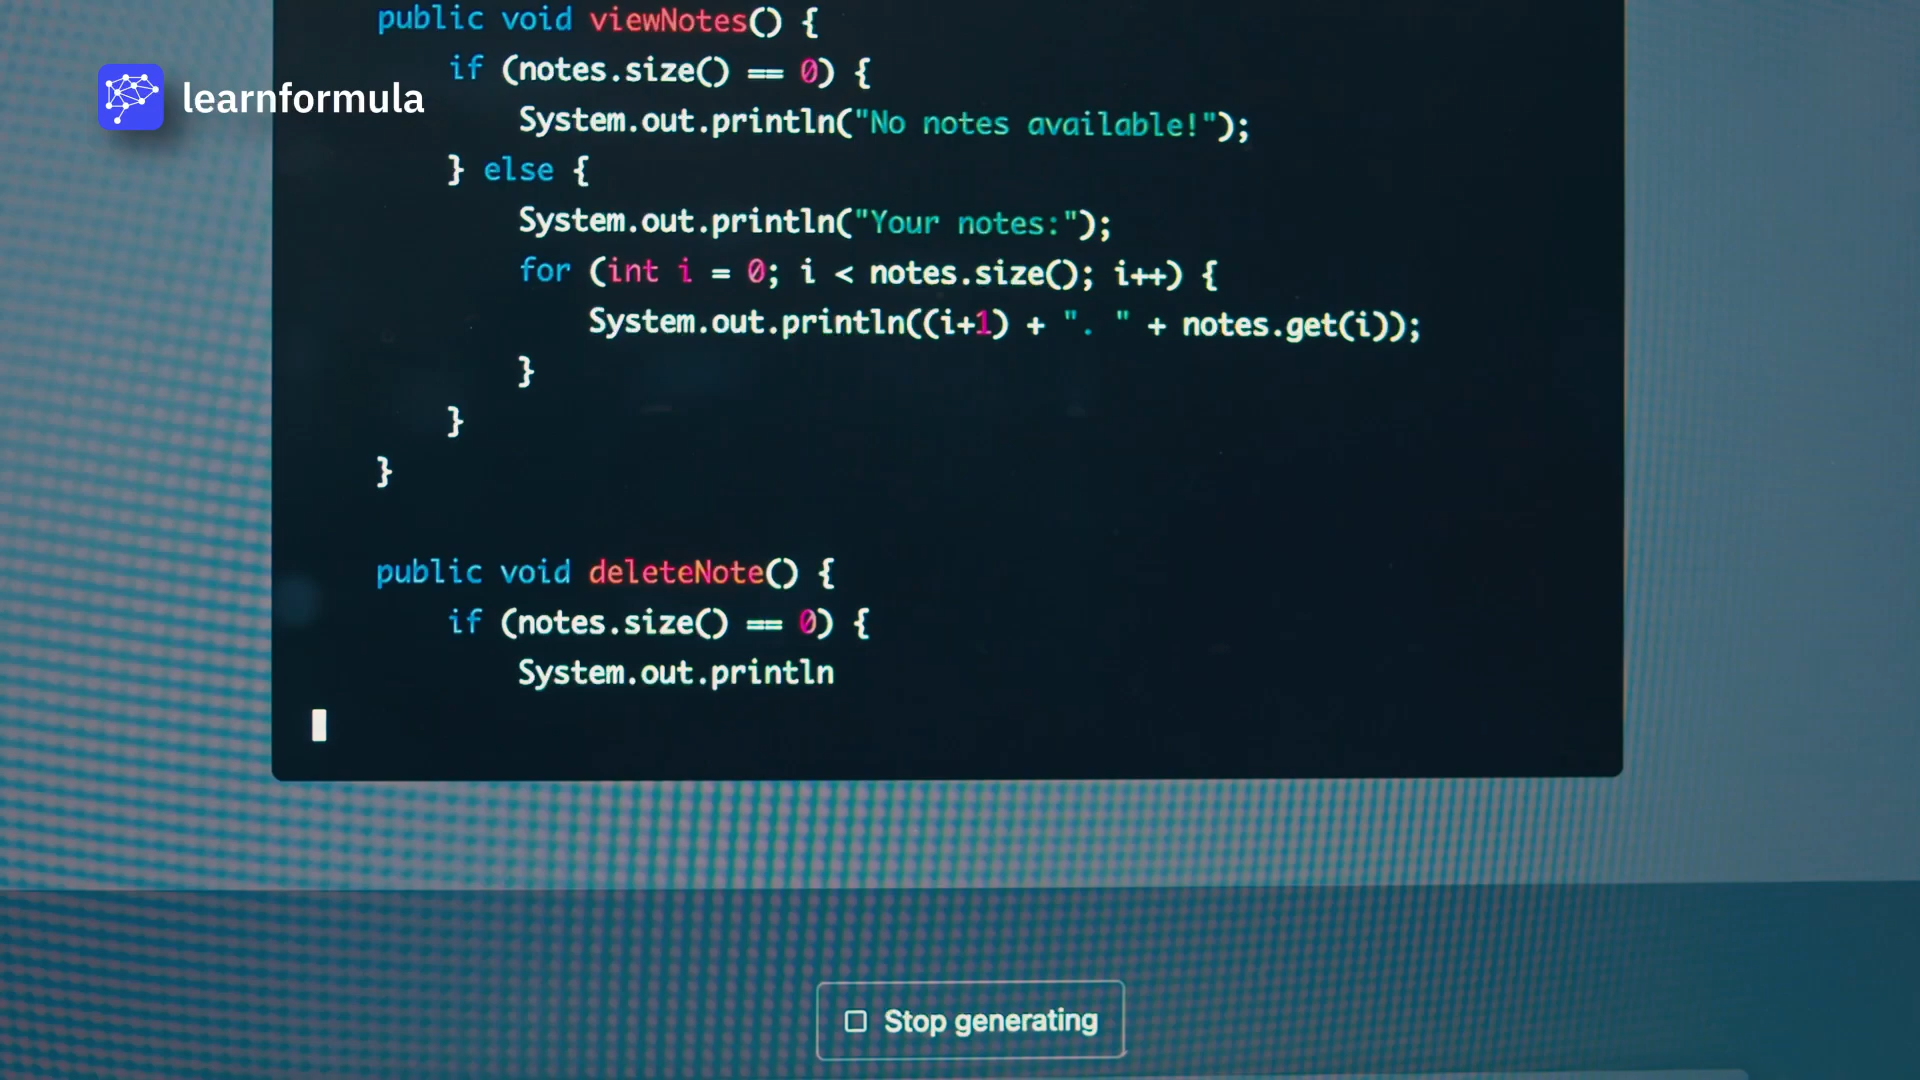 learnformula
public void viewNotes() {
if (notes.size() == 0) {
System.out.println("No notes available!");
} else {
System.out.println("Your notes:");
for (int i = 0; i < notes.size(); i++) {
System.out.println((i+1) + ". " + notes.get(i));
}
}
}
public void deleteNote() {
if (notes.size() == 0) {
System.out.println
Stop generating